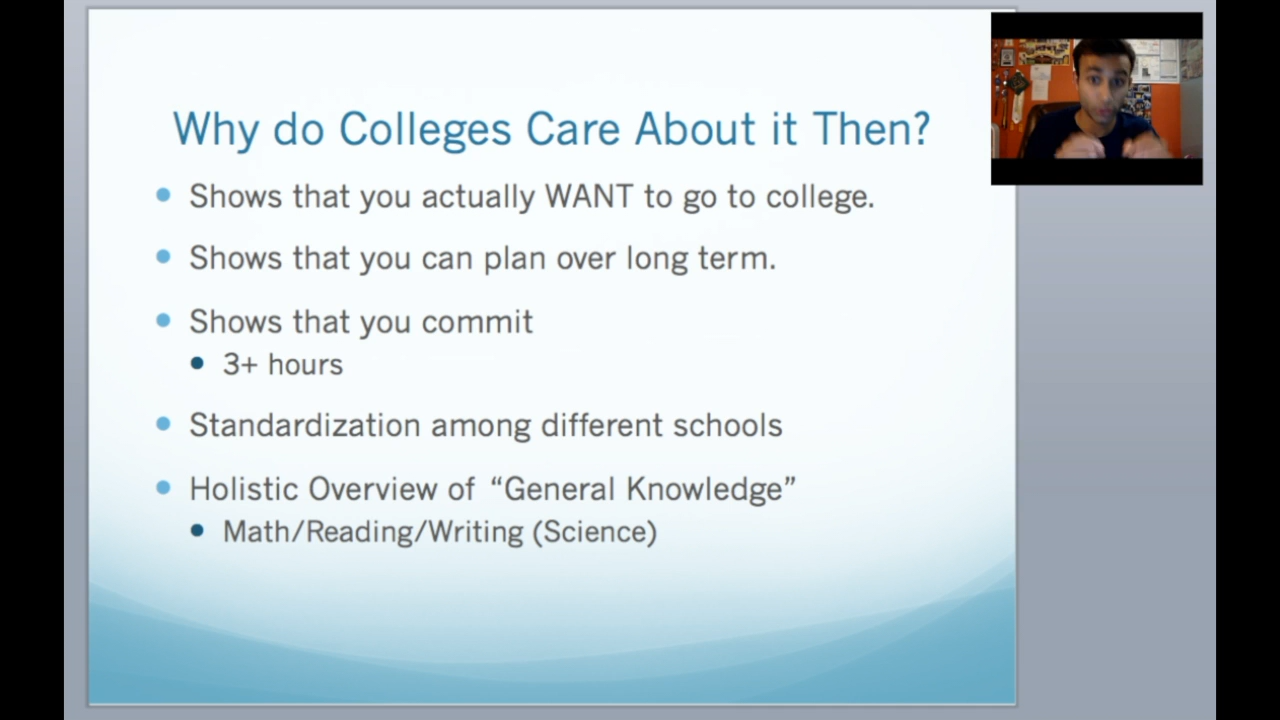 Why do Colleges Care About it Then?
Shows that you actually WANT to go to college.
Shows that you can plan over long term.
Shows that you commit
3+ hours
Standardization among different schools
Holistic Overview of “General Knowledge”
Math/Reading/Writing (Science)